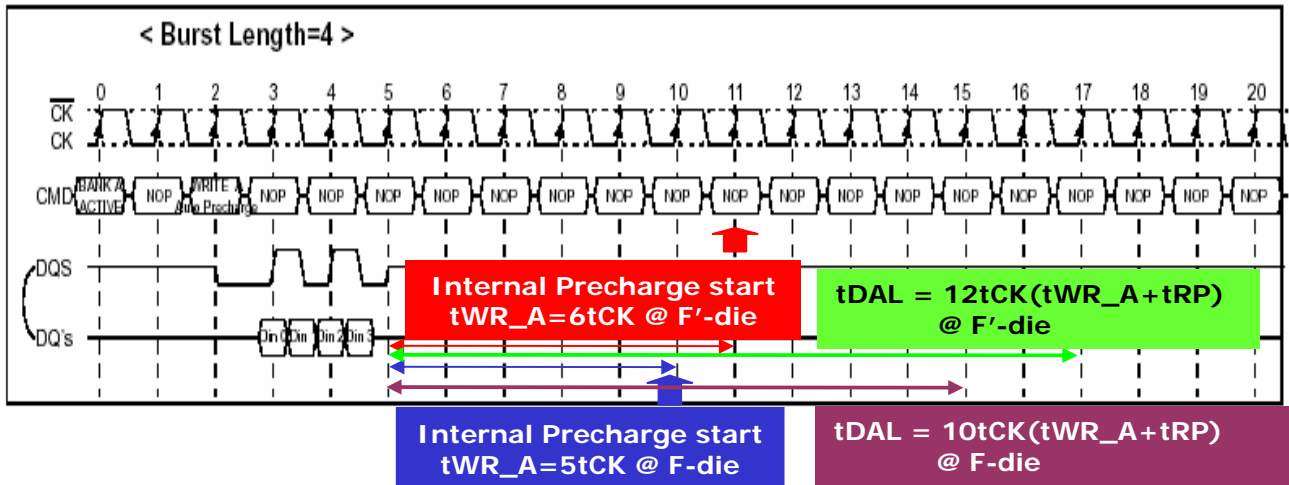 < Burst Length=4 >
0 1 2 3 4 5 6 7 8 9 10 11 12 13 14 15 16 17 18 19 20
CK
CK
CMD BANK A ACTIVE NOP WRITE A Auto Precharge NOP NOP NOP NOP NOP NOP NOP NOP NOP NOP NOP NOP NOP NOP NOP NOP NOP NOP
DQS
DQ's Din 0 Din 1 Din 2 Din 3
Internal Precharge start
tWR_A=6tCK @ F'-die
tDAL = 12tCK(tWR_A+tRP)
@ F'-die
Internal Precharge start
tWR_A=5tCK @ F-die
tDAL = 10tCK(tWR_A+tRP)
@ F-die